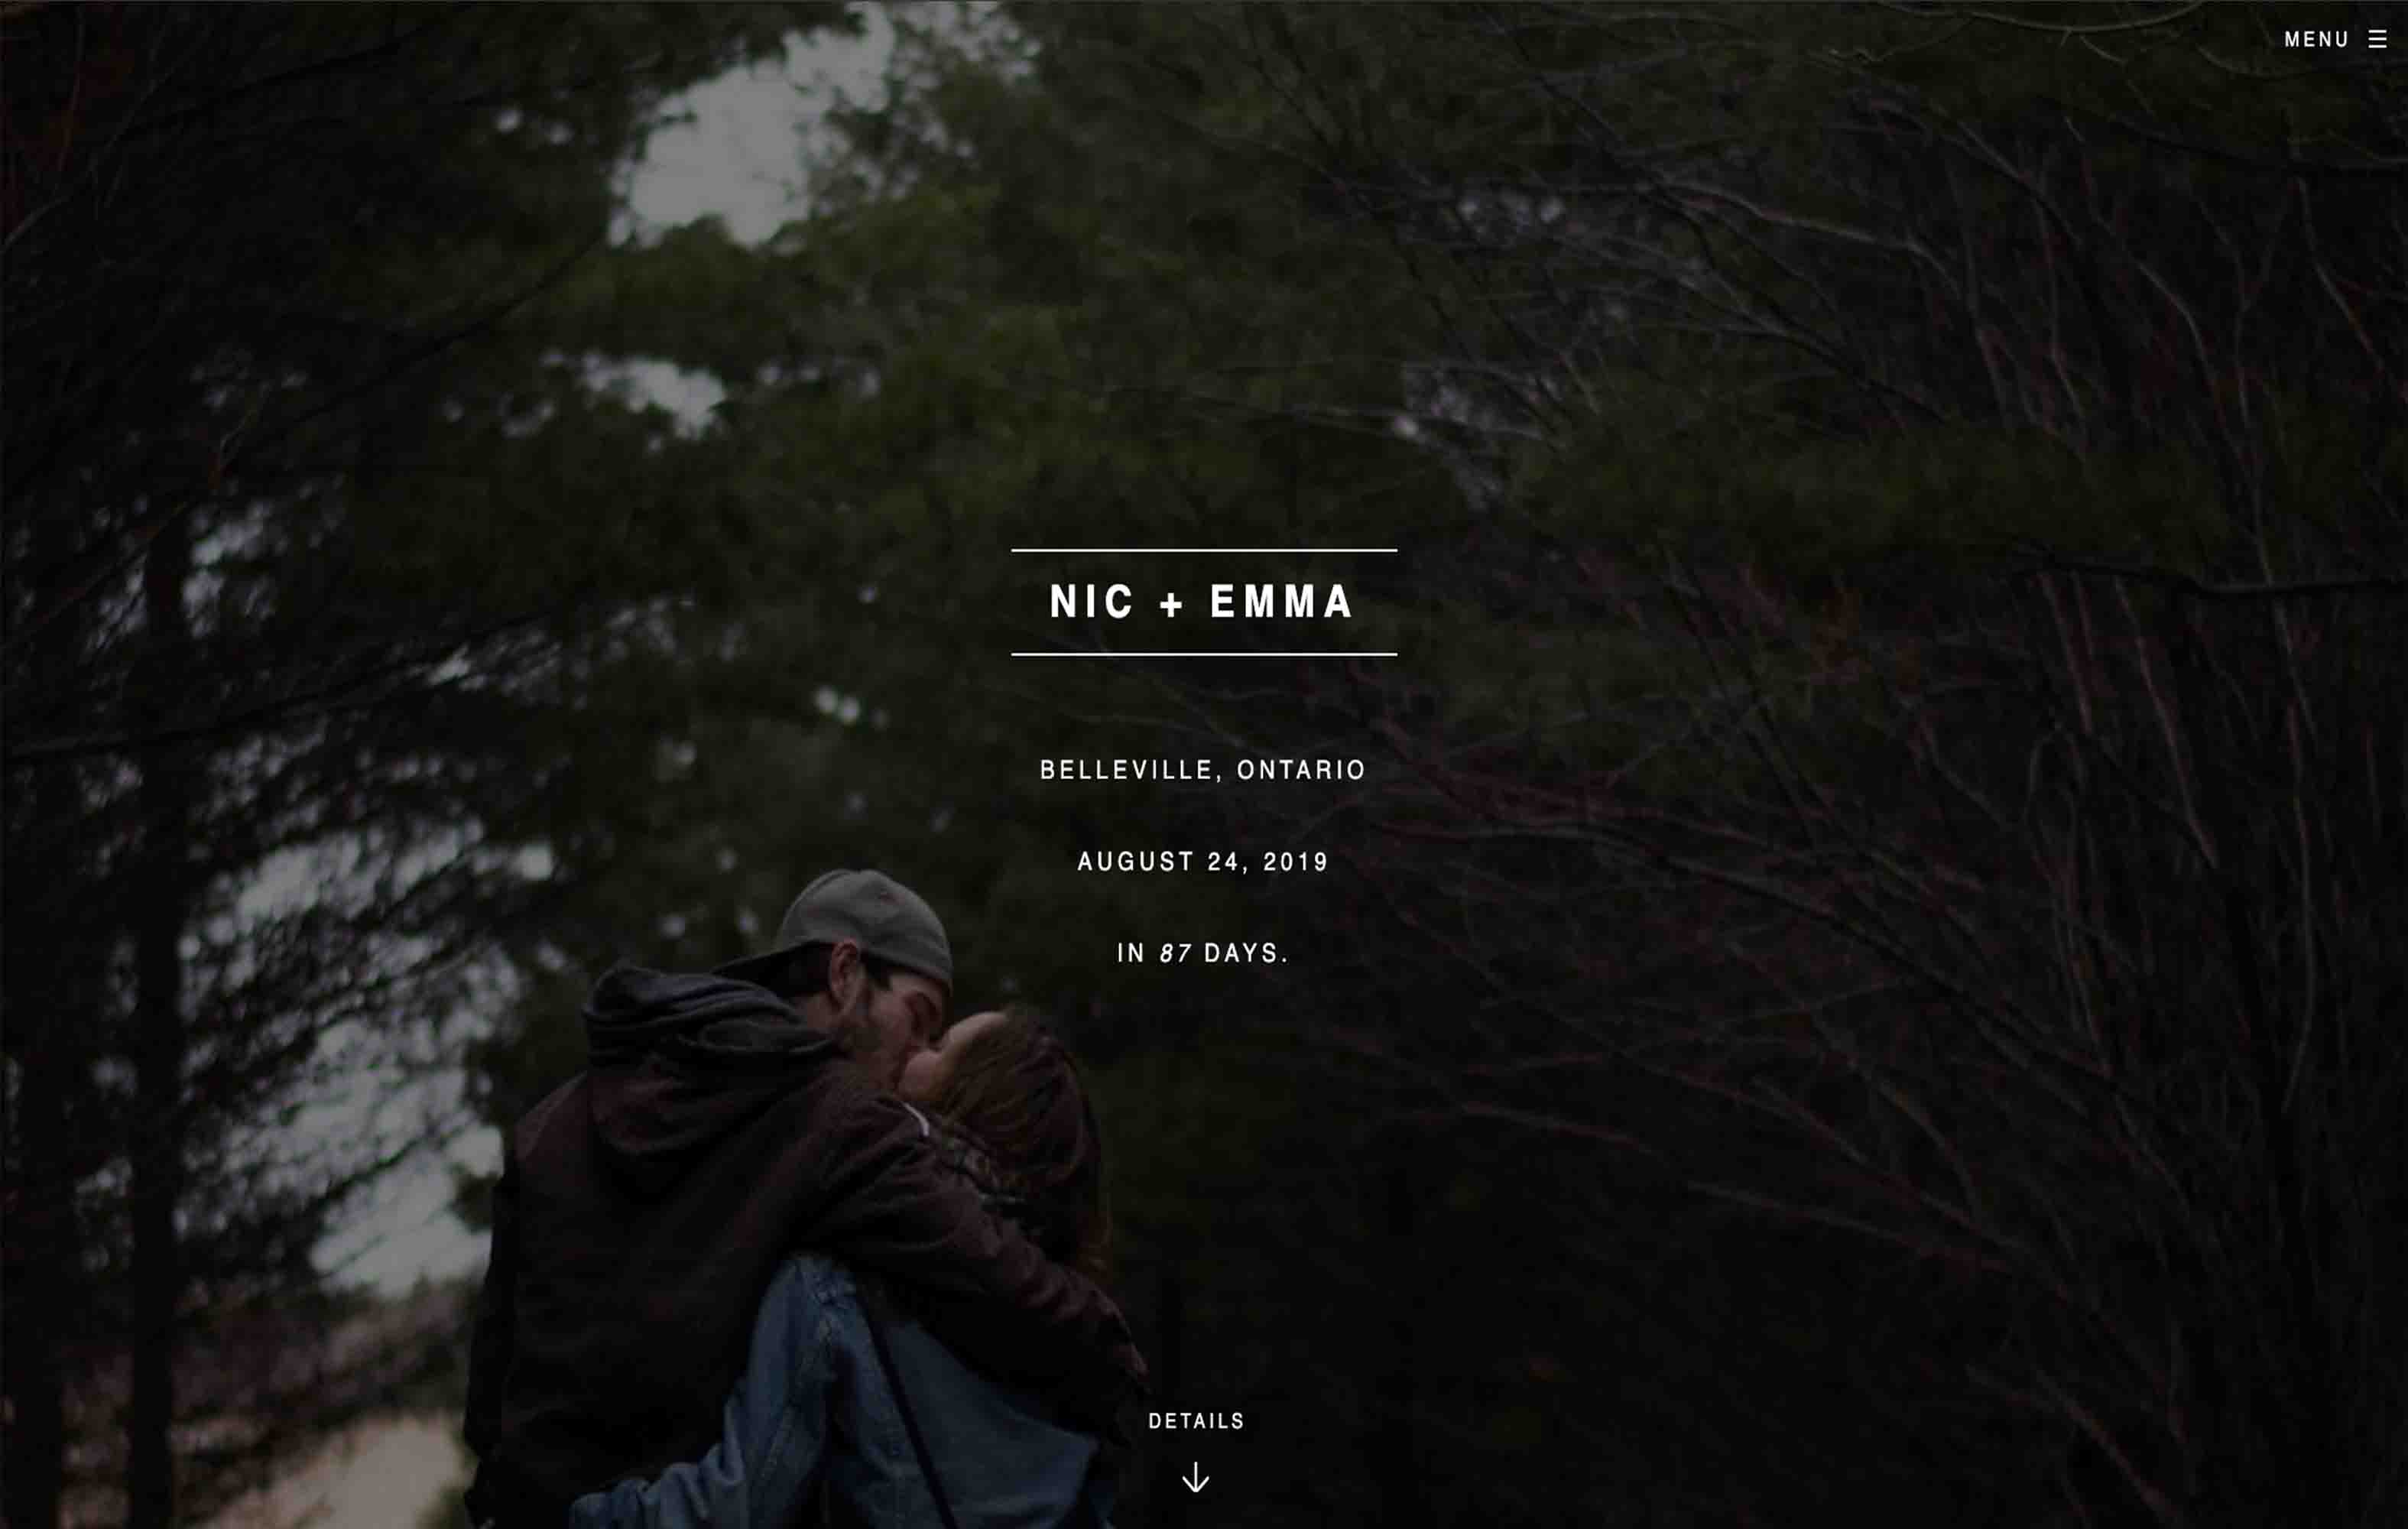 MENU
NIC + EMMA
BELLEVILLE, ONTARIO
AUGUST 24, 2019
IN 87 DAYS.
DETAILS